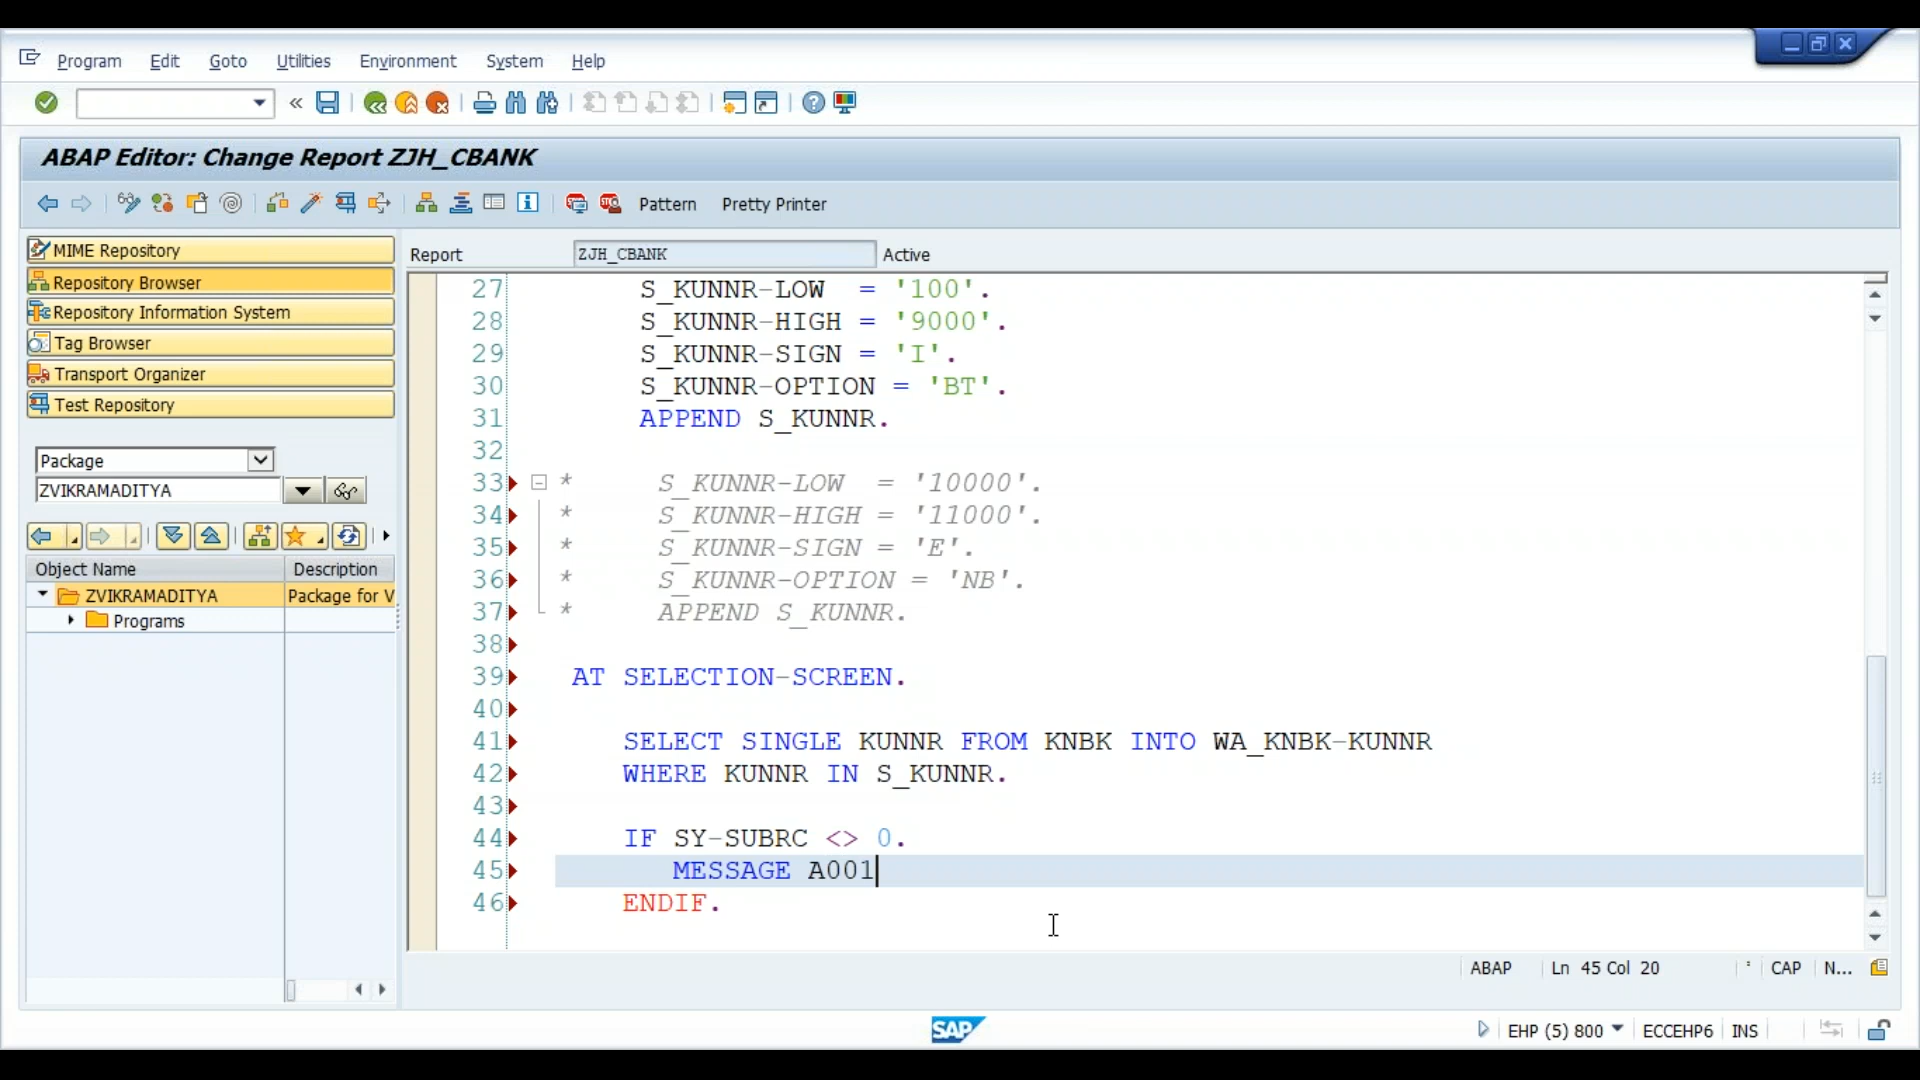 Program Edit Goto Utilities Environment System Help
ABAP Editor: Change Report ZJH_CBANK
Pattern Pretty Printer
MIME Repository
Repository Browser
Repository Information System
Tag Browser
Transport Organizer
Test Repository
Package
ZVIKRAMADITYA
Object Name Description
ZVIKRAMADITYA Package for V
Programs
Report ZJH_CBANK Active
27 S_KUNNR-LOW = '100'.
28 S_KUNNR-HIGH = '9000'.
29 S_KUNNR-SIGN = 'I'.
30 S_KUNNR-OPTION = 'BT'.
31 APPEND S_KUNNR.
32
33 * S_KUNNR-LOW = '10000'.
34 * S_KUNNR-HIGH = '11000'.
35 * S_KUNNR-SIGN = 'E'.
36 * S_KUNNR-OPTION = 'NB'.
37 * APPEND S_KUNNR.
38
39 AT SELECTION-SCREEN.
40
41 SELECT SINGLE KUNNR FROM KNBK INTO WA_KNBK-KUNNR
42 WHERE KUNNR IN S_KUNNR.
43
44 IF SY-SUBRC <> 0.
45 MESSAGE A001
46 ENDIF.
ABAP Ln 45 Col 20 CAP N...
SAP
EHP (5) 800 ECCEHP6 INS